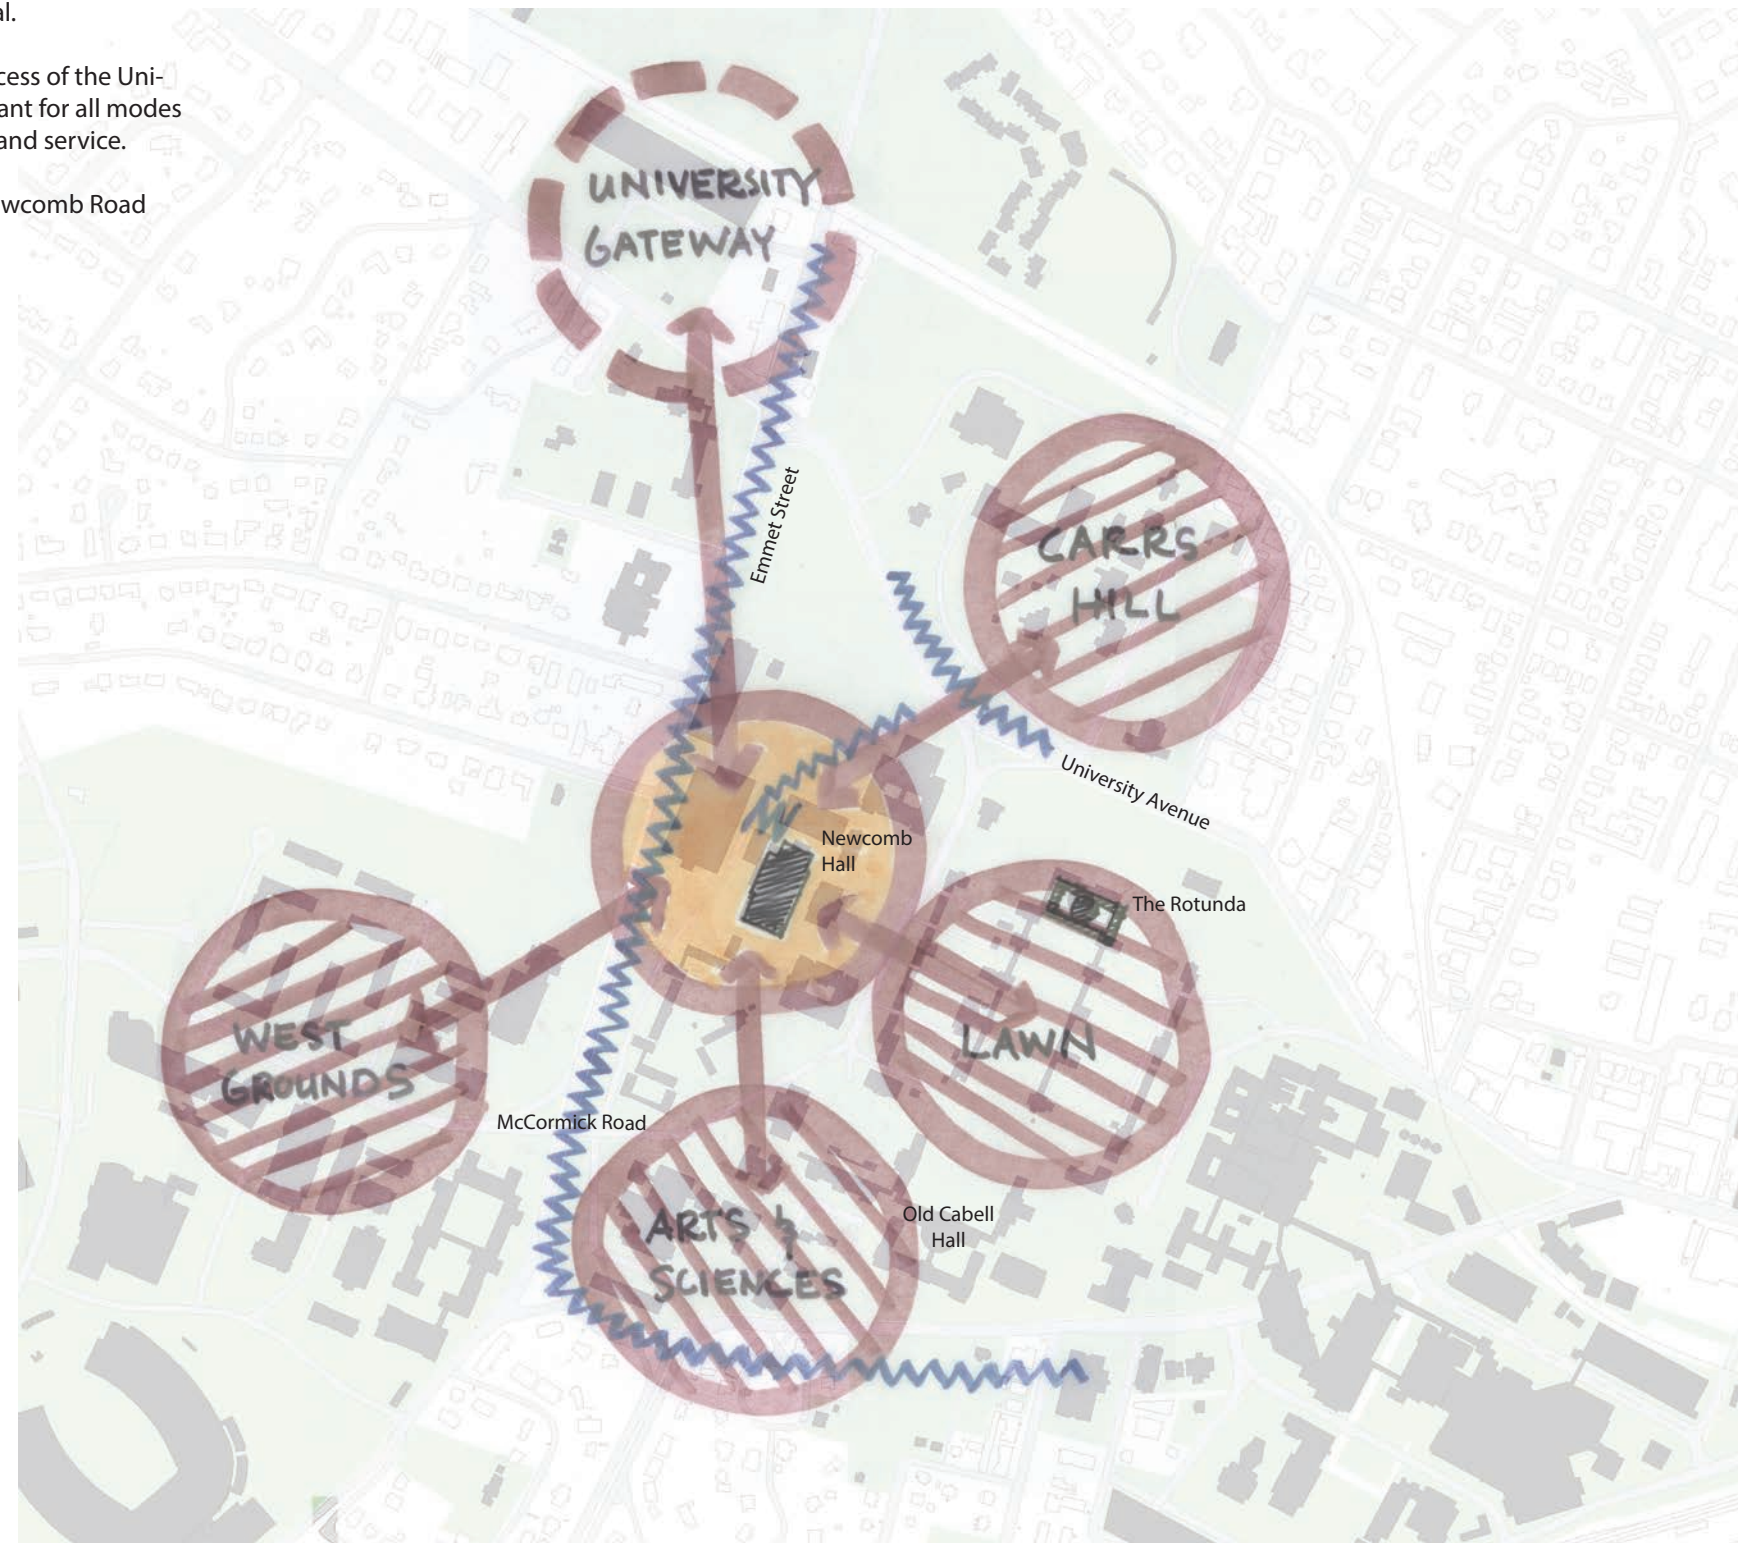 al.
cess of the Uni-
ant for all modes
and service.
wcomb Road
UNIVERSITY
GATEWAY
Emmet Street
CARRS
HILL
University Avenue
Newcomb
Hall
The Rotunda
LAWN
WEST
GROUNDS
McCormick Road
ARTS &
SCIENCES
Old Cabell
Hall